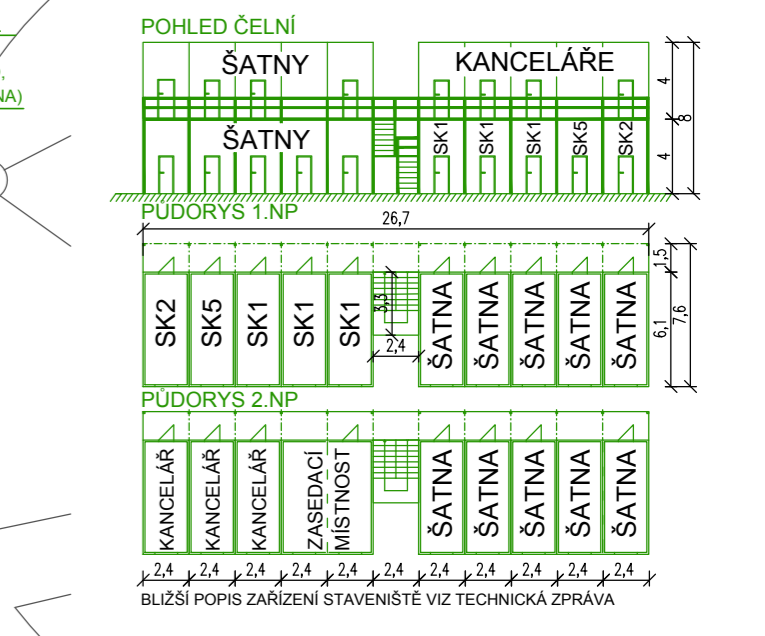 NA)
POHLED ČELNÍ
ŠATNY KANCELÁŘE
4
8
ŠATNY SK1 SK1 SK1 SK5 SK2
4
PŮDORYS 1.NP
26,7
1,5
SK2 SK5 SK1 SK1 SK1 3,3 ŠATNA ŠATNA ŠATNA ŠATNA ŠATNA
6,1 7,6
2,4
PŮDORYS 2.NP
KANCELÁŘ KANCELÁŘ KANCELÁŘ ZASEDACÍ MÍSTNOST ŠATNA ŠATNA ŠATNA ŠATNA ŠATNA
2,4 2,4 2,4 2,4 2,4 2,4 2,4 2,4 2,4 2,4 2,4
BLIŽŠÍ POPIS ZAŘÍZENÍ STAVENIŠTĚ VIZ TECHNICKÁ ZPRÁVA